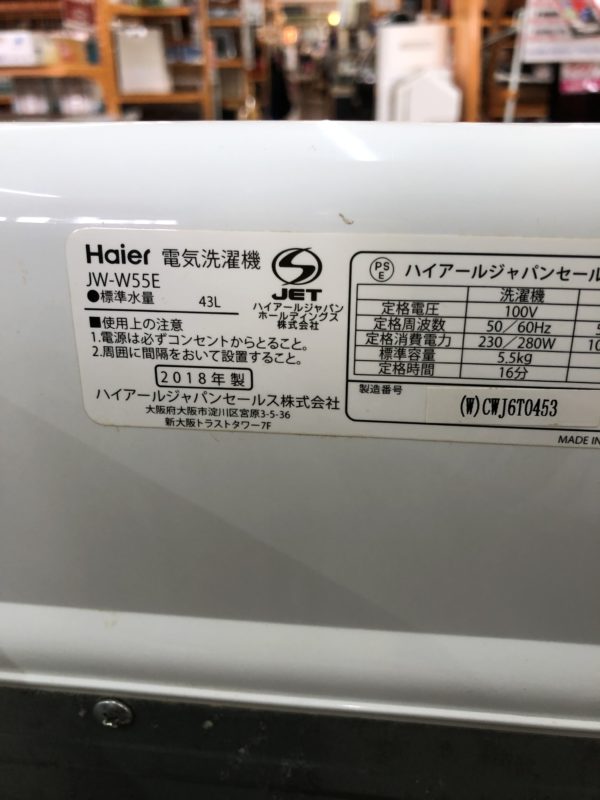 Haier 電気洗濯機
JW-W55E
●標準水量 43L
JET
ハイアールジャパン
ホールディングス
株式会社
■使用上の注意
1.電源は必ずコンセントからとること。
2.周囲に間隔をおいて設置すること。
2018年製
ハイアールジャパンセールス株式会社
大阪府大阪市淀川区宮原3-5-36
新大阪トラストタワー7F
PS
E
ハイアールジャパンセール
洗濯機
定格電圧 100V
定格周波数 50/60Hz
定格消費電力 230/280W 10
標準容量 5.5kg
定格時間 16分
製造番号
(W)CWJ6T0453
MADE IN